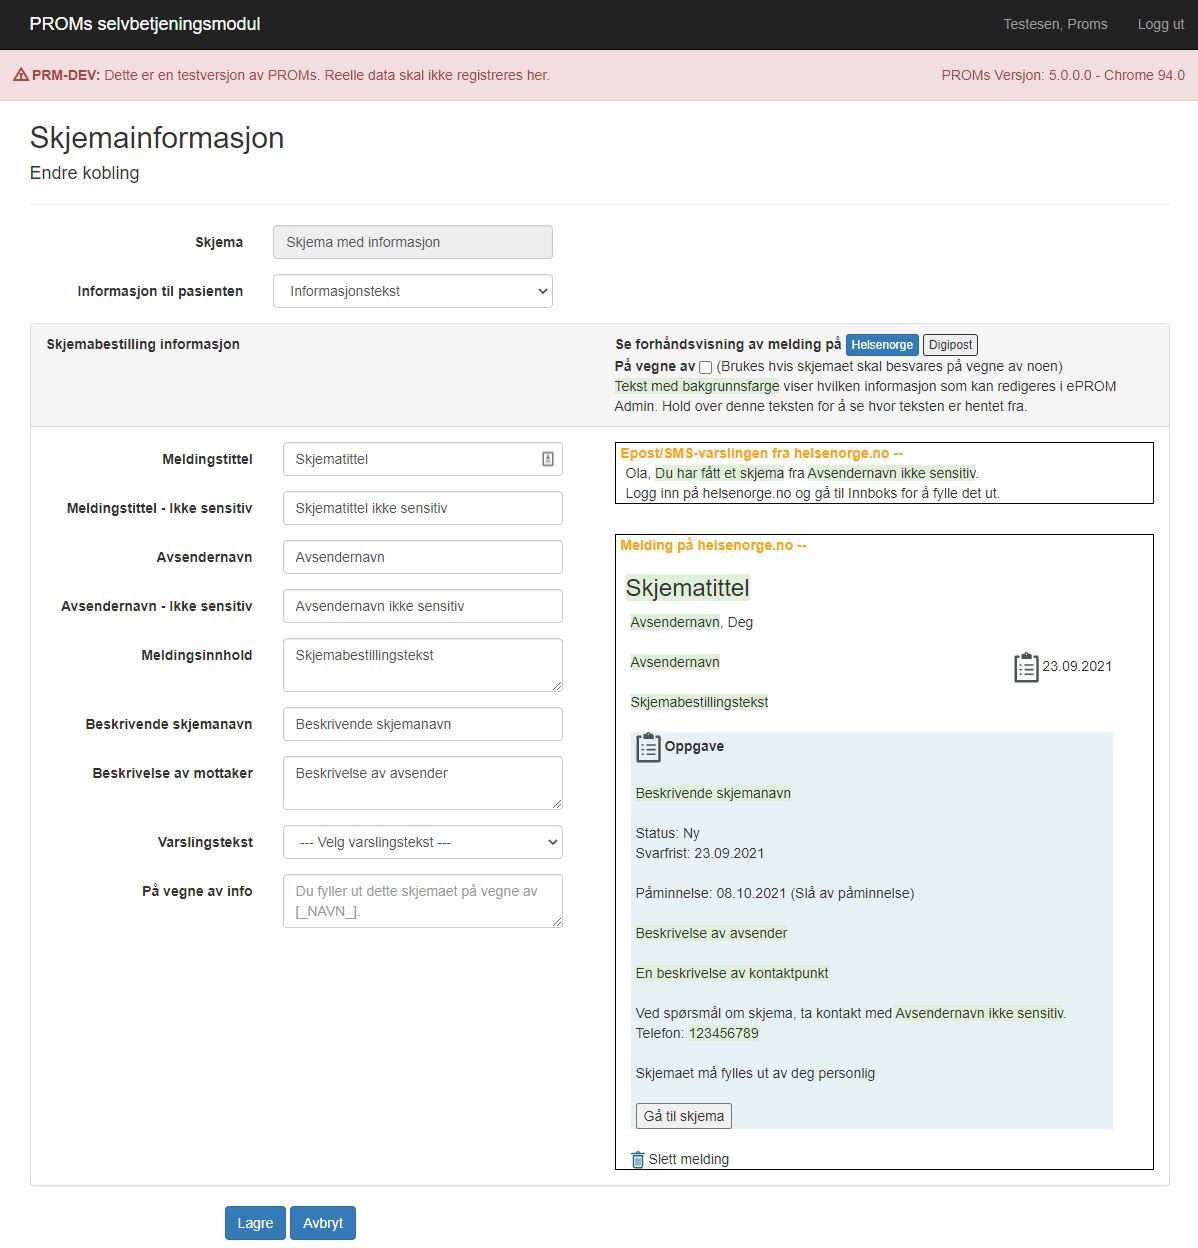 PROMs selvbetjeningsmodul
Testesen, Proms
Logg ut
PRM-DEV: Dette er en testversjon av PROMs. Reelle data skal ikke registreres her.
PROMs Versjon: 5.0.0.0 - Chrome 94.0
Skjemainformasjon
Endre kobling
Skjema
Skjema med informasjon
Informasjon til pasienten
Informasjonstekst
Skjemabestilling informasjon
Se forhåndsvisning av melding på Helsenorge Digipost
På vegne av (Brukes hvis skjemaet skal besvares på vegne av noen)
Tekst med bakgrunnsfarge viser hvilken informasjon som kan redigeres i ePROM
Admin. Hold over denne teksten for å se hvor teksten er hentet fra.
Meldingstittel
Skjematittel
Meldingstittel - Ikke sensitiv
Skjematittel ikke sensitiv
Avsendernavn
Avsendernavn
Avsendernavn - Ikke sensitiv
Avsendernavn ikke sensitiv
Meldingsinnhold
Skjemabestillingstekst
Beskrivende skjemanavn
Beskrivende skjemanavn
Beskrivelse av mottaker
Beskrivelse av avsender
Varslingstekst
--- Velg varslingstekst ---
På vegne av info
Du fyller ut dette skjemaet på vegne av
[_NAVN_].
Epost/SMS-varslingen fra helsenorge.no --
Ola, Du har fått et skjema fra Avsendernavn ikke sensitiv.
Logg inn på helsenorge.no og gå til Innboks for å fylle det ut.
Melding på helsenorge.no --
Skjematittel
Avsendernavn, Deg
Avsendernavn
23.09.2021
Skjemabestillingstekst
Oppgave
Beskrivende skjemanavn
Status: Ny
Svarfrist: 23.09.2021
Påminnelse: 08.10.2021 (Slå av påminnelse)
Beskrivelse av avsender
En beskrivelse av kontaktpunkt
Ved spørsmål om skjema, ta kontakt med Avsendernavn ikke sensitiv.
Telefon: 123456789
Skjemaet må fylles ut av deg personlig
Gå til skjema
Slett melding
Lagre
Avbryt